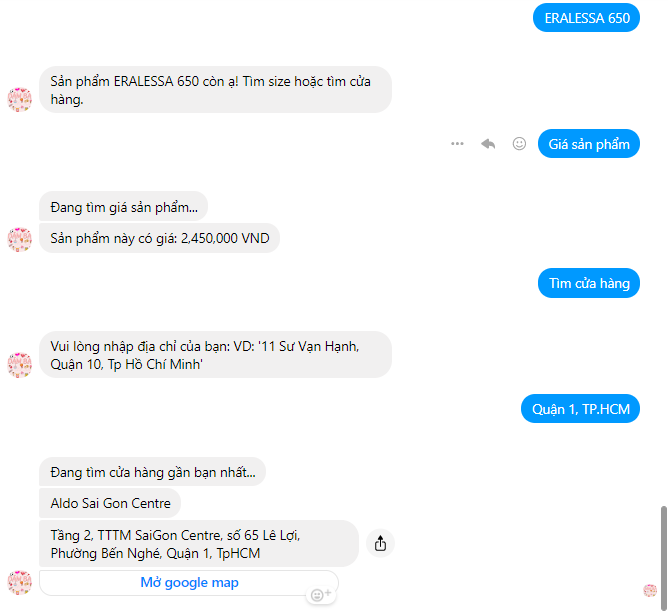 ERALESSA 650
Sản phẩm ERALESSA 650 còn ạ! Tìm size hoặc tìm cửa
hàng.
Giá sản phẩm
Đang tìm giá sản phẩm...
Sản phẩm này có giá: 2,450,000 VND
Tìm cửa hàng
Vui lòng nhập địa chỉ của bạn: VD: '11 Sư Vạn Hạnh,
Quận 10, Tp Hồ Chí Minh'
Quận 1, TP.HCM
Đang tìm cửa hàng gần bạn nhất...
Aldo Sai Gon Centre
Tầng 2, TTTM SaiGon Centre, số 65 Lê Lợi,
Phường Bến Nghé, Quận 1, TpHCM
Mở google map